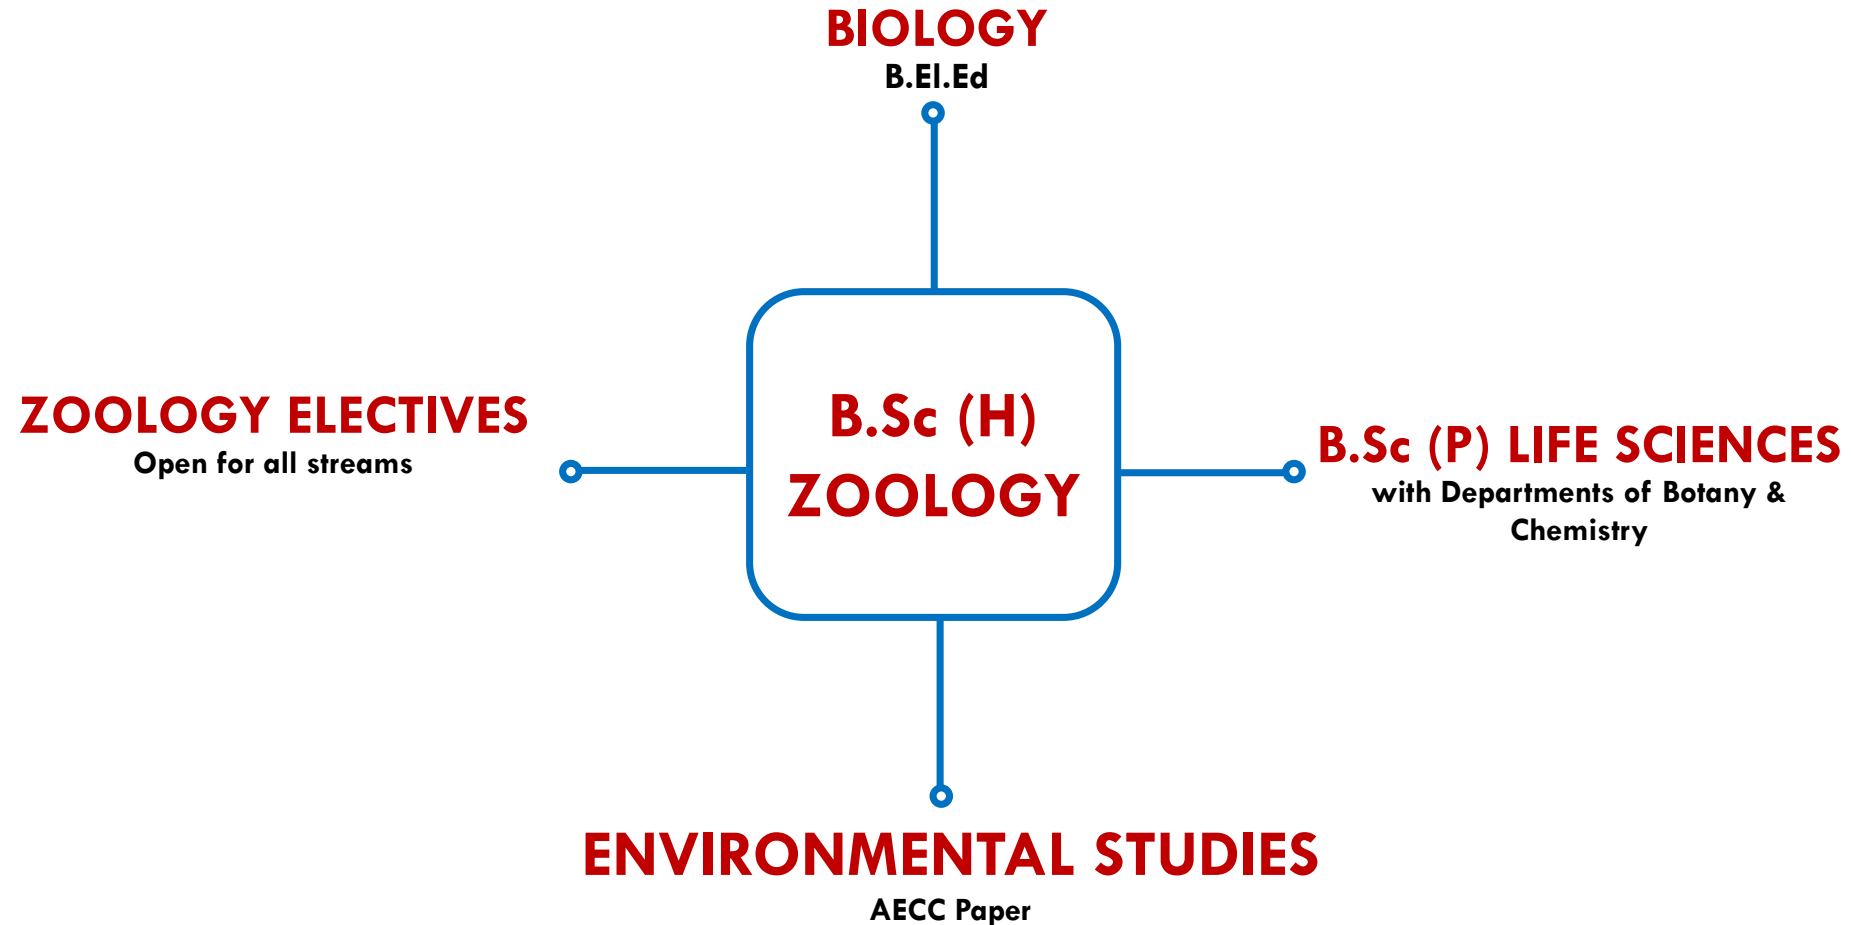 BIOLOGY
B.El.Ed
ZOOLOGY ELECTIVES
Open for all streams
B.Sc (H)
ZOOLOGY
B.Sc (P) LIFE SCIENCES
with Departments of Botany &
Chemistry
ENVIRONMENTAL STUDIES
AECC Paper